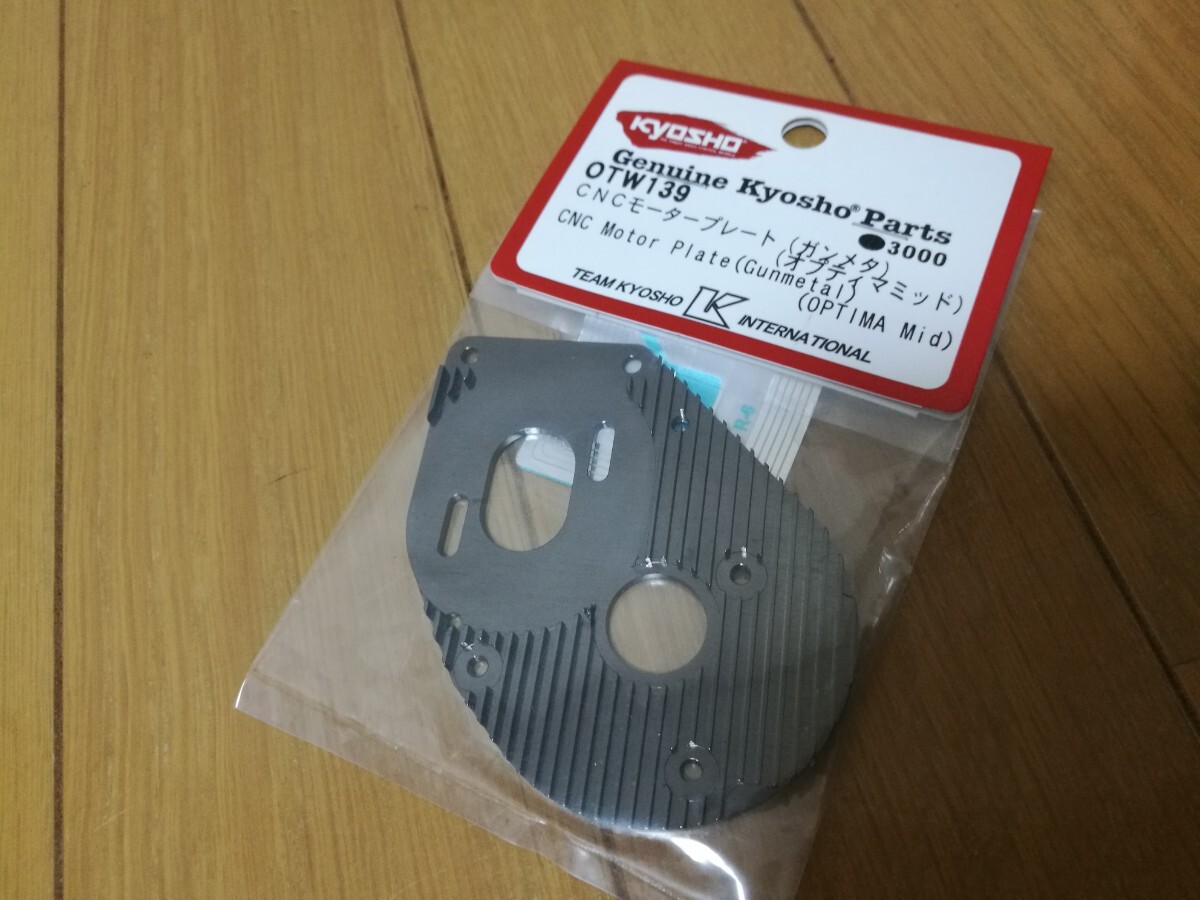 KYOSHO
Genuine Kyosho® Parts
OTW139
●3000
CNCモータープレート(ガンメタ)
(オプティマミッド)
CNC Motor Plate(Gunmetal)
(OPTIMA Mid)
TEAM KYOSHO K INTERNATIONAL
R-6